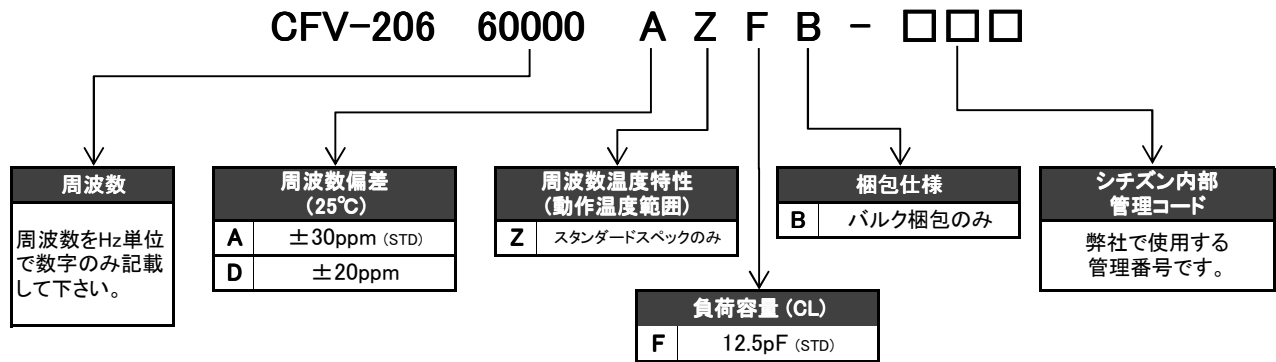 CFV-206 60000 A Z F B - □□□
周波数
周波数をHz単位
で数字のみ記載
して下さい。
周波数偏差
(25℃)
A ±30ppm (STD)
D ±20ppm
周波数温度特性
(動作温度範囲)
Z スタンダードスペックのみ
梱包仕様
B バルク梱包のみ
シチズン内部
管理コード
弊社で使用する
管理番号です。
負荷容量 (CL)
F 12.5pF (STD)